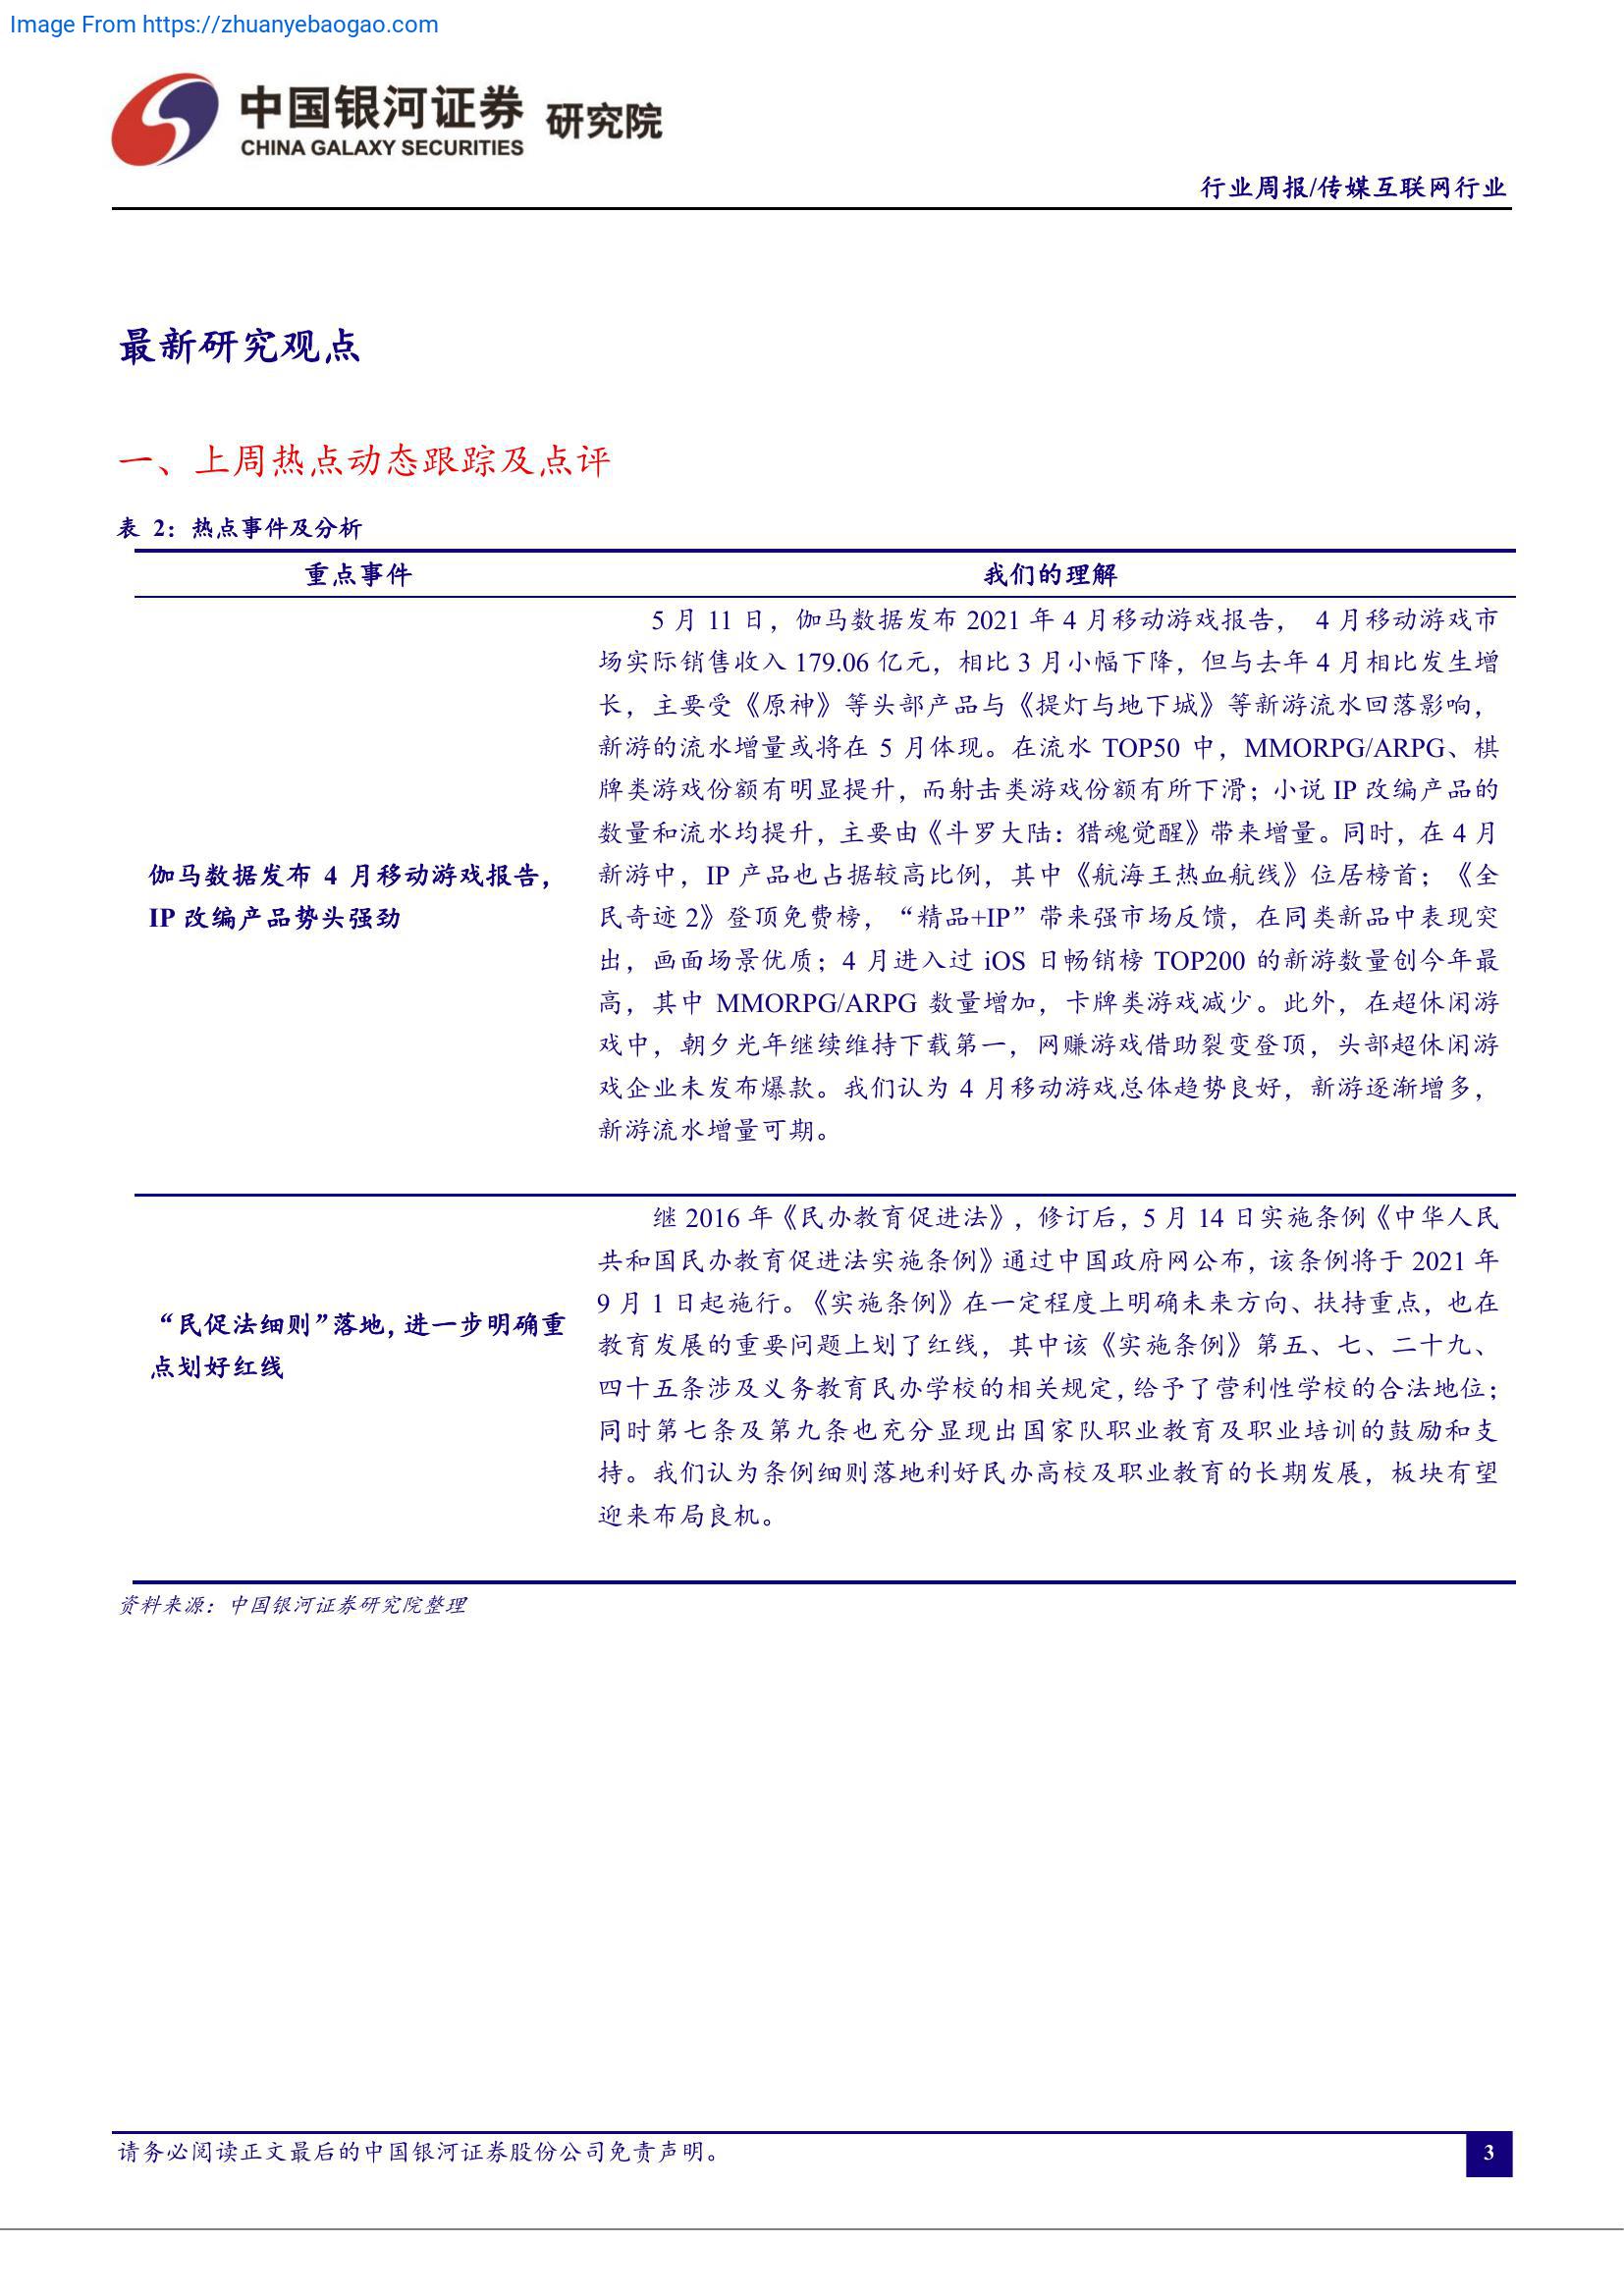 Image From https://zhuanyebaogao.com
中国银河证券 研究院
CHINA GALAXY SECURITIES
行业周报/传媒互联网行业
最新研究观点
一、上周热点动态跟踪及点评
表 2：热点事件及分析
重点事件
我们的理解
伽马数据发布 4 月移动游戏报告，
IP 改编产品势头强劲
5 月 11 日，伽马数据发布 2021 年 4 月移动游戏报告， 4 月移动游戏市
场实际销售收入 179.06 亿元，相比 3 月小幅下降，但与去年 4 月相比发生增
长，主要受《原神》等头部产品与《提灯与地下城》等新游流水回落影响，
新游的流水增量或将在 5 月体现。在流水 TOP50 中，MMORPG/ARPG、棋
牌类游戏份额有明显提升，而射击类游戏份额有所下滑；小说 IP 改编产品的
数量和流水均提升，主要由《斗罗大陆：猎魂觉醒》带来增量。同时，在 4 月
新游中，IP 产品也占据较高比例，其中《航海王热血航线》位居榜首；《全
民奇迹 2》登顶免费榜，“精品+IP”带来强市场反馈，在同类新品中表现突
出，画面场景优质；4 月进入过 iOS 日畅销榜 TOP200 的新游数量创今年最
高，其中 MMORPG/ARPG 数量增加，卡牌类游戏减少。此外，在超休闲游
戏中，朝夕光年继续维持下载第一，网赚游戏借助裂变登顶，头部超休闲游
戏企业未发布爆款。我们认为 4 月移动游戏总体趋势良好，新游逐渐增多，
新游流水增量可期。
“民促法细则”落地，进一步明确重
点划好红线
继 2016 年《民办教育促进法》，修订后，5 月 14 日实施条例《中华人民
共和国民办教育促进法实施条例》通过中国政府网公布，该条例将于 2021 年
9 月 1 日起施行。《实施条例》在一定程度上明确未来方向、扶持重点，也在
教育发展的重要问题上划了红线，其中该《实施条例》第五、七、二十九、
四十五条涉及义务教育民办学校的相关规定，给予了营利性学校的合法地位；
同时第七条及第九条也充分显现出国家队职业教育及职业培训的鼓励和支
持。我们认为条例细则落地利好民办高校及职业教育的长期发展，板块有望
迎来布局良机。
资料来源：中国银河证券研究院整理
请务必阅读正文最后的中国银河证券股份公司免责声明。
3